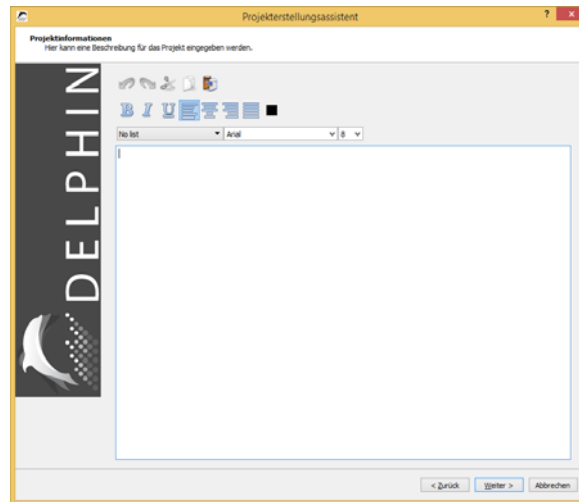 Projekterstellungsassistent
?
x
Projektinformationen
Hier kann eine Beschreibung für das Projekt eingegeben werden.
DELPHIN
B I U
No list
Arial
8
< Zurück
Weiter >
Abbrechen